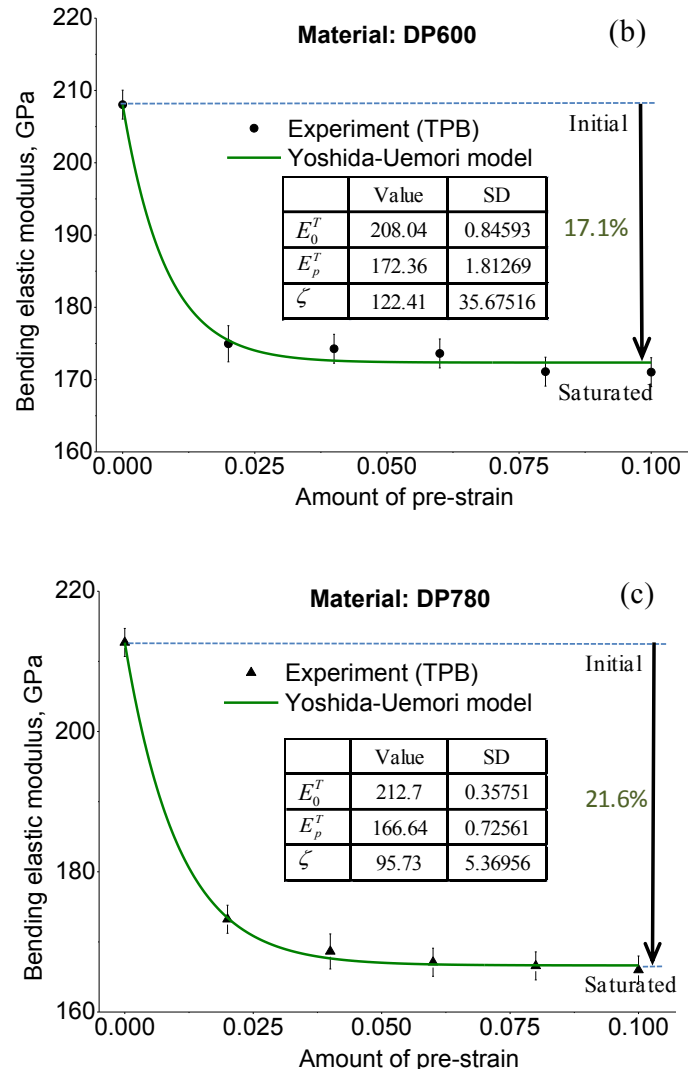 Material: DP600 (b)
220
210
200
190
180
170
160
Bending elastic modulus, GPa
Initial
Experiment (TPB)
Yoshida-Uemori model
Value SD
E_0^T 208.04 0.84593
E_p^T 172.36 1.81269
ζ 122.41 35.67516
17.1%
Saturated
0.000 0.025 0.050 0.075 0.100
Amount of pre-strain
Material: DP780 (c)
220
200
180
160
Bending elastic modulus, GPa
Initial
Experiment (TPB)
Yoshida-Uemori model
Value SD
E_0^T 212.7 0.35751
E_p^T 166.64 0.72561
ζ 95.73 5.36956
21.6%
Saturated
0.000 0.025 0.050 0.075 0.100
Amount of pre-strain